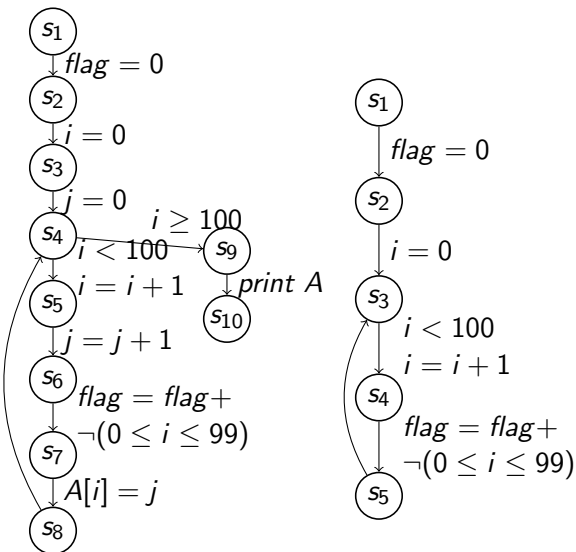 s1
flag = 0
s2
i = 0
s3
j = 0
s4
i ≥ 100
i < 100
s9
i = i + 1
print A
s5
s10
j = j + 1
s6
flag = flag+
¬(0 ≤ i ≤ 99)
s7
A[i] = j
s8
s1
flag = 0
s2
i = 0
s3
i < 100
i = i + 1
s4
flag = flag+
¬(0 ≤ i ≤ 99)
s5